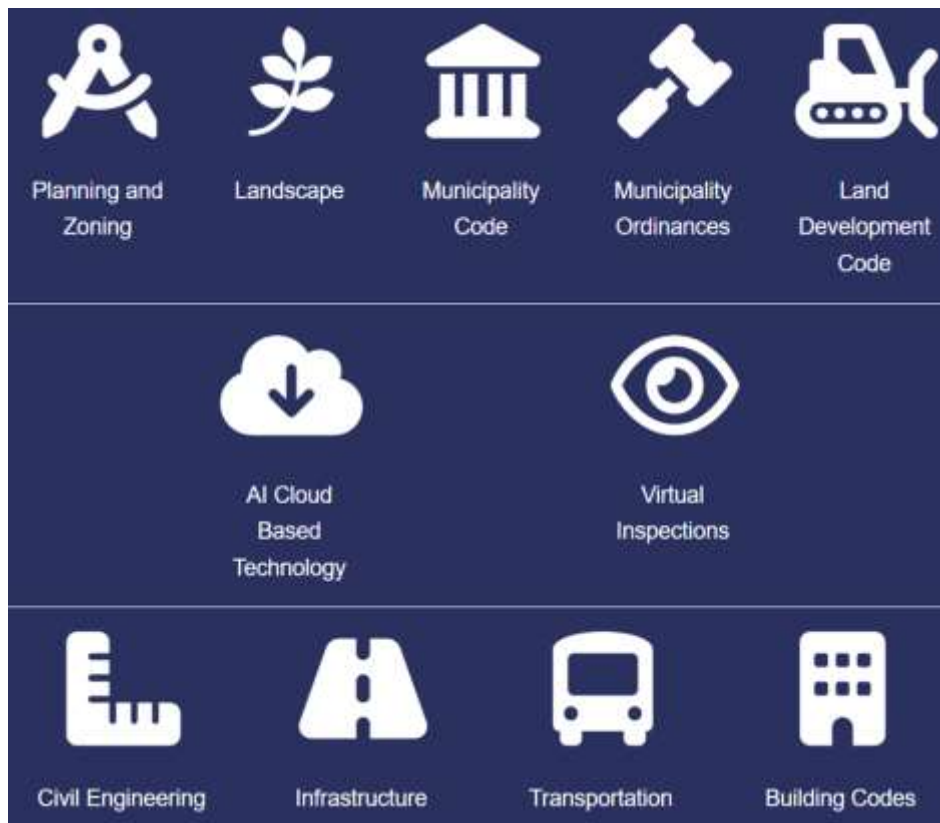 Planning and
Zoning
Landscape
Municipality
Code
Municipality
Ordinances
Land
Development
Code
AI Cloud
Based
Technology
Virtual
Inspections
Civil Engineering
Infrastructure
Transportation
Building Codes